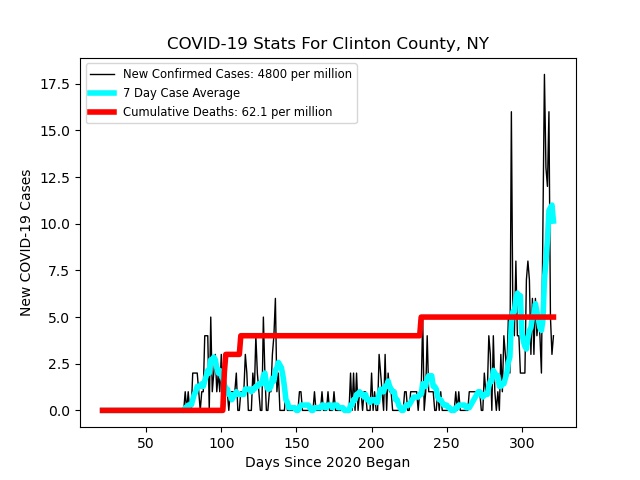 COVID-19 Stats For Clinton County, NY
New Confirmed Cases: 4800 per million
7 Day Case Average
Cumulative Deaths: 62.1 per million
New COVID-19 Cases
17.5
15.0
12.5
10.0
7.5
5.0
2.5
0.0
50 100 150 200 250 300
Days Since 2020 Began